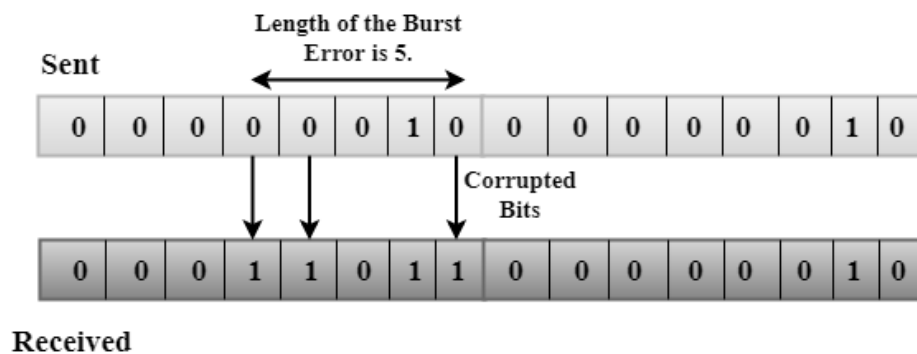 Length of the Burst
Error is 5.
Sent
0 0 0 0 0 0 1 0 0 0 0 0 0 0 1 0
Corrupted
Bits
0 0 0 1 1 0 1 1 0 0 0 0 0 0 1 0
Received